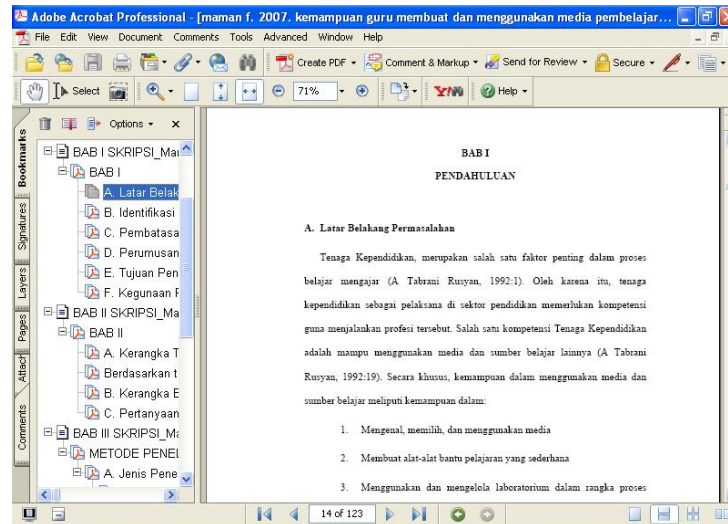 Adobe Acrobat Professional - [maman f. 2007. kemampuan guru membuat dan menggunakan media pembelajar...
File Edit View Document Comments Tools Advanced Window Help
Create PDF Comment & Markup Send for Review Secure
Select 71% Y! Help
Options x
Bookmarks
Signatures
Layers
Pages
Attach
Comments
BAB I SKRIPSI_Ma
BAB I
A. Latar Belak
B. Identifikasi
C. Pembatasa
D. Perumusan
E. Tujuan Pen
F. Kegunaan P
BAB II SKRIPSI_Ma
BAB II
A. Kerangka T
Berdasarkan t
B. Kerangka B
C. Pertanyaan
BAB III SKRIPSI_Ma
METODE PENEL
A. Jenis Pene
BAB I
PENDAHULUAN
A. Latar Belakang Permasalahan
Tenaga Kependidikan, merupakan salah satu faktor penting dalam proses
belajar mengajar (A Tabrani Rusyan, 1992:1). Oleh karena itu, tenaga
kependidikan sebagai pelaksana di sektor pendidikan memerlukan kompetensi
guna menjalankan profesi tersebut. Salah satu kompetensi Tenaga Kependidikan
adalah mampu menggunakan media dan sumber belajar lainnya (A Tabrani
Rusyan, 1992:19). Secara khusus, kemampuan dalam menggunakan media dan
sumber belajar meliputi kemampuan dalam:
1. Mengenal, memilih, dan menggunakan media
2. Membuat alat-alat bantu pelajaran yang sederhana
3. Menggunakan dan mengelola laboratorium dalam rangka proses
14 of 123